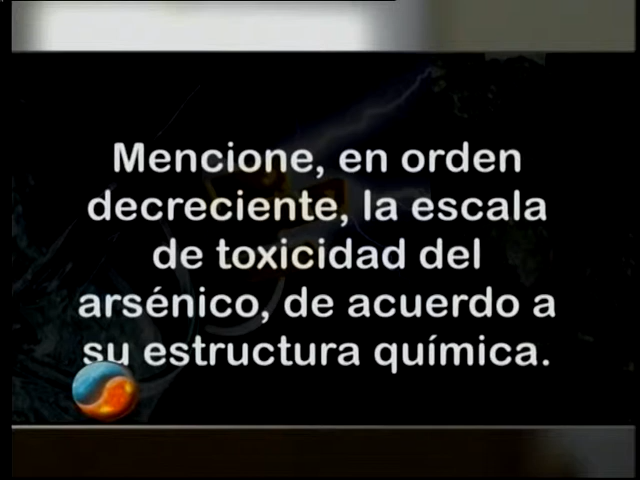 Mencione, en orden
decreciente, la escala
de toxicidad del
arsénico, de acuerdo a
su estructura química.